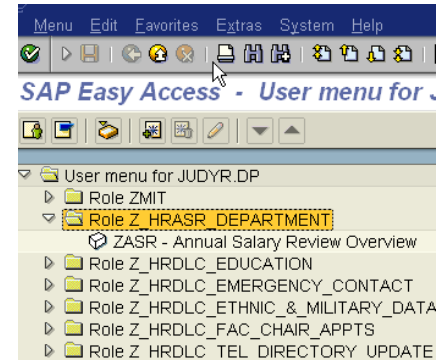 Menu Edit Favorites Extras System Help
SAP Easy Access - User menu for
User menu for JUDYR.DP
Role ZMIT
Role Z_HRASR_DEPARTMENT
ZASR - Annual Salary Review Overview
Role Z_HRDLC_EDUCATION
Role Z_HRDLC_EMERGENCY_CONTACT
Role Z_HRDLC_ETHNIC_&_MILITARY_DATA
Role Z_HRDLC_FAC_CHAIR_APPTS
Role Z_HRDLC_TEL_DIRECTORY_UPDATE